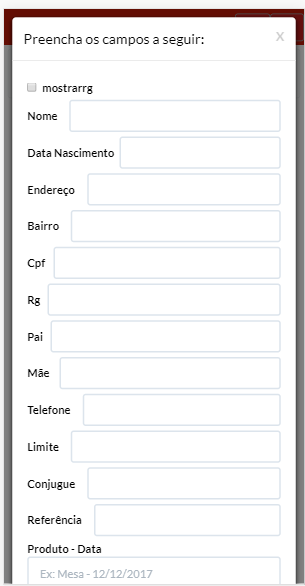 Preencha os campos a seguir: x
mostrarrg
Nome
Data Nascimento
Endereço
Bairro
Cpf
Rg
Pai
Mãe
Telefone
Limite
Conjugue
Referência
Produto - Data
Ex: Mesa - 12/12/2017